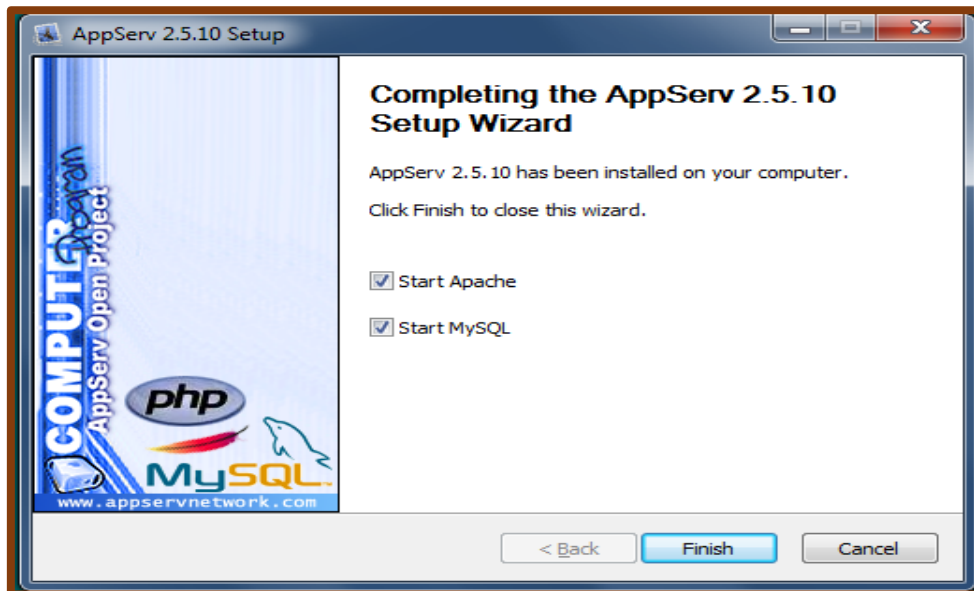 AppServ 2.5.10 Setup
Completing the AppServ 2.5.10
Setup Wizard
AppServ 2.5.10 has been installed on your computer.
Click Finish to close this wizard.
Start Apache
Start MySQL
COMPUTER
Program
AppServ Open Project
php
MySQL
www.appservnetwork.com
< Back
Finish
Cancel